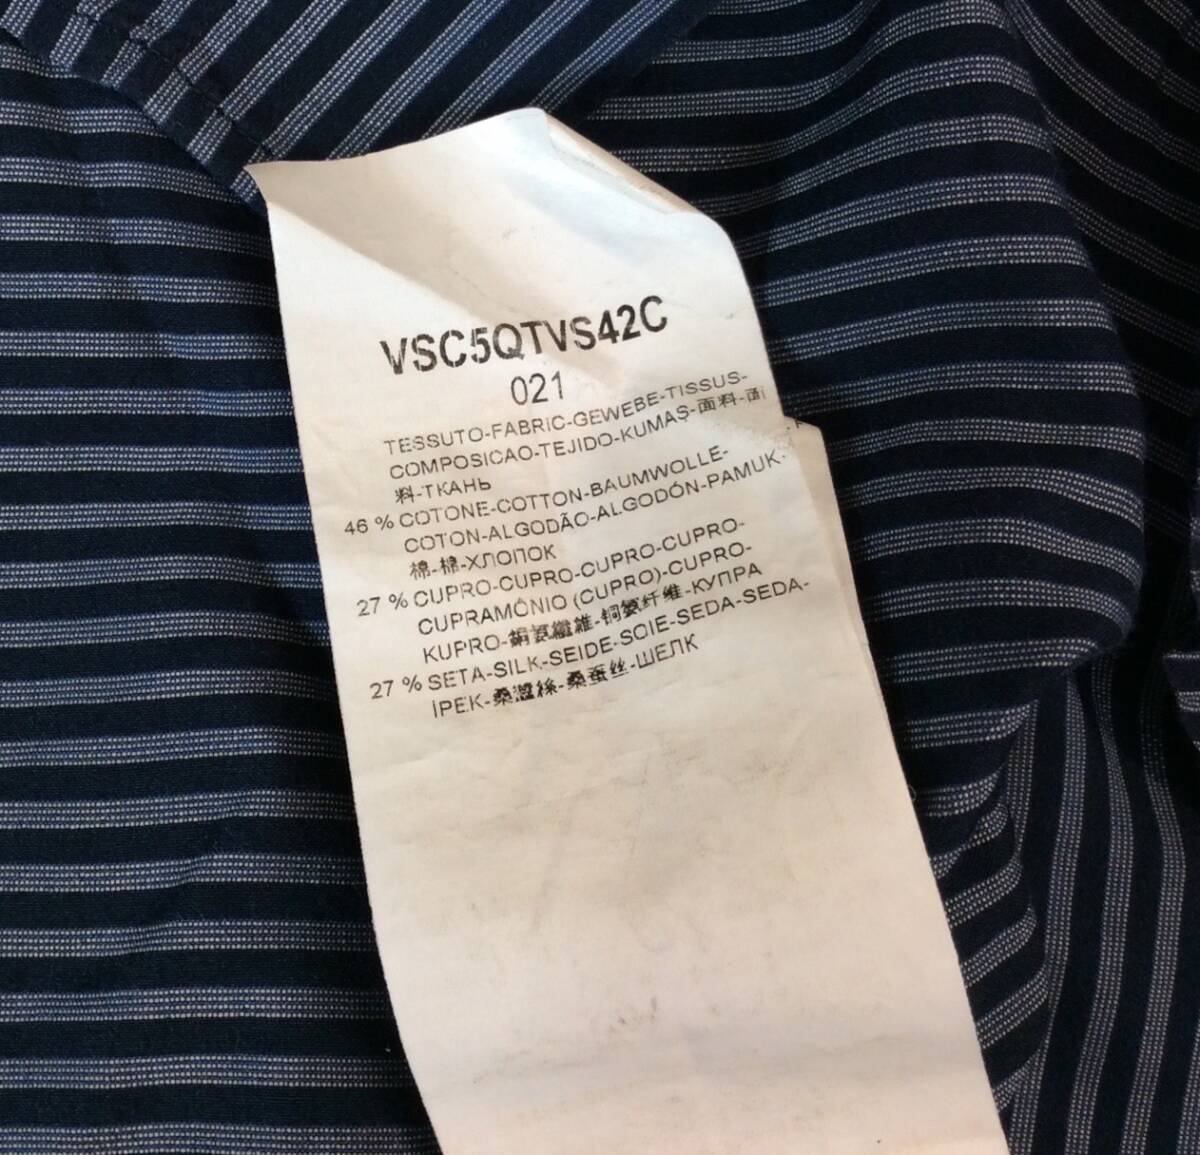 VSC5QTVS42C
021
TESSUTO-FABRIC-GEWEBE-TISSUS-
COMPOSICAO-TEJIDO-KUMAŞ-面料-面
料-ТКАНЬ
46 % COTONE-COTTON-BAUMWOLLE-
COTON-ALGODÃO-ALGODÓN-PAMUK-
棉-棉-ХЛОПОК
27 % CUPRO-CUPRO-CUPRO-CUPRO-
CUPRAMÔNIO (CUPRO)-CUPRO-
KUPRO-銅氨纖維-铜氨纤维-КУПРА
27 % SETA-SILK-SEIDE-SOIE-SEDA-SEDA-
İPEK-桑蠶絲-桑蚕丝-ШЕЛК